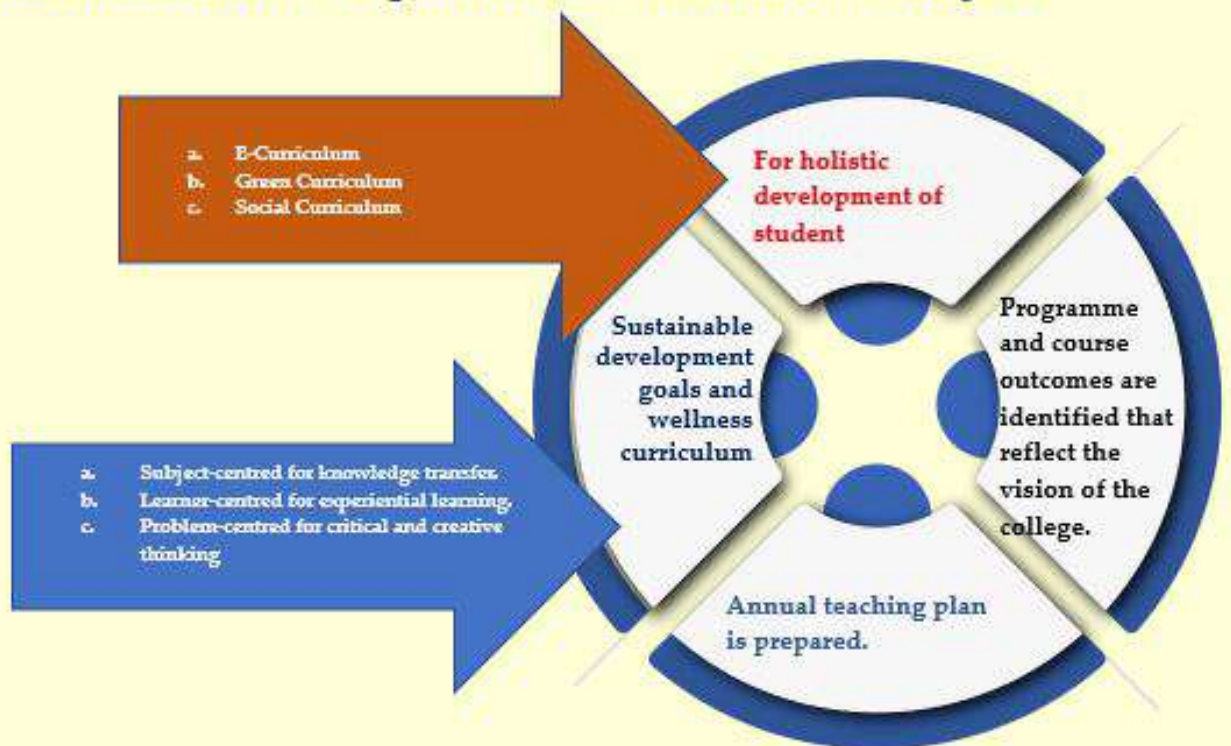 a. E-Curriculum
b. Green Curriculum
c. Social Curriculum
For holistic
development of
student
Sustainable
development
goals and
wellness
curriculum
Programme
and course
outcomes are
identified that
reflect the
vision of the
college.
a. Subject-centred for knowledge transfer.
b. Learner-centred for experiential learning.
c. Problem-centred for critical and creative
thinking
Annual teaching plan
is prepared.